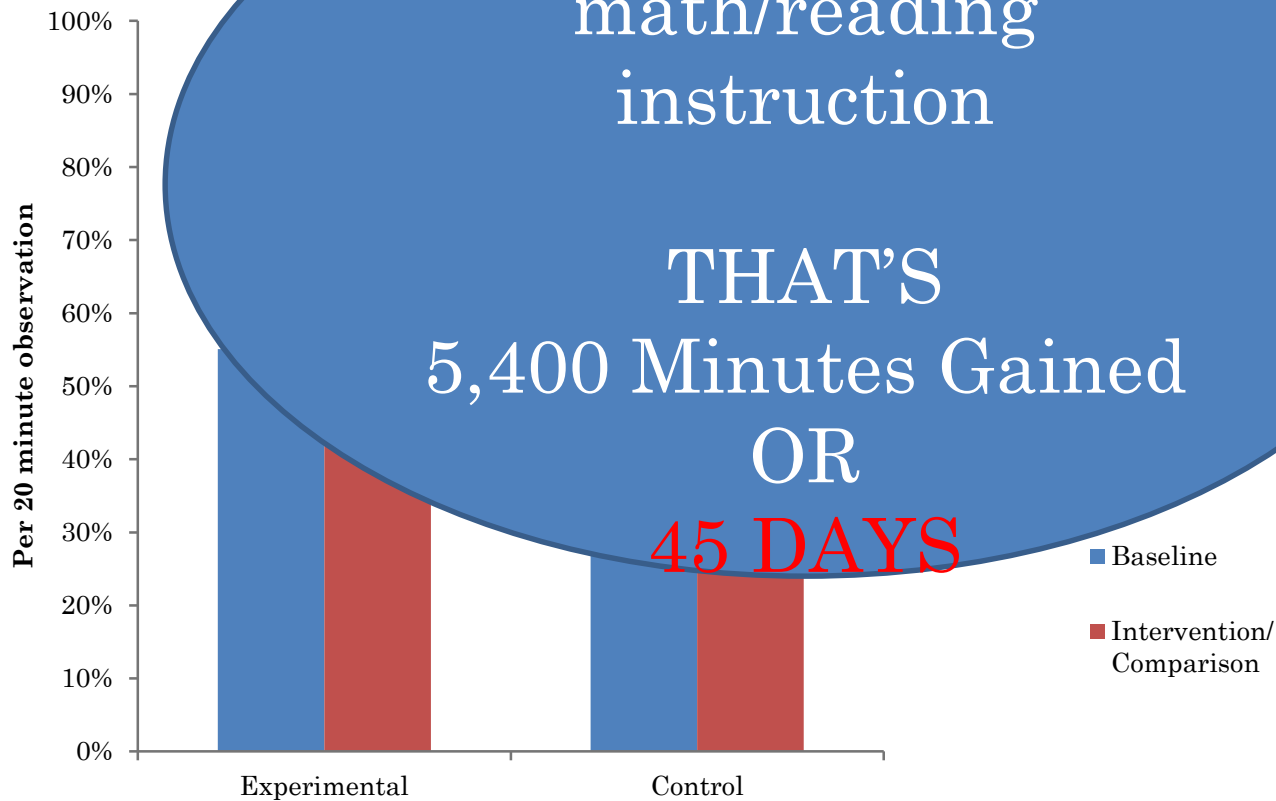 math/reading
instruction
THAT'S
5,400 Minutes Gained
OR
45 DAYS
100%
90%
80%
70%
60%
50%
40%
30%
20%
10%
0%
Per 20 minute observation
Experimental
Control
Baseline
Intervention/
Comparison